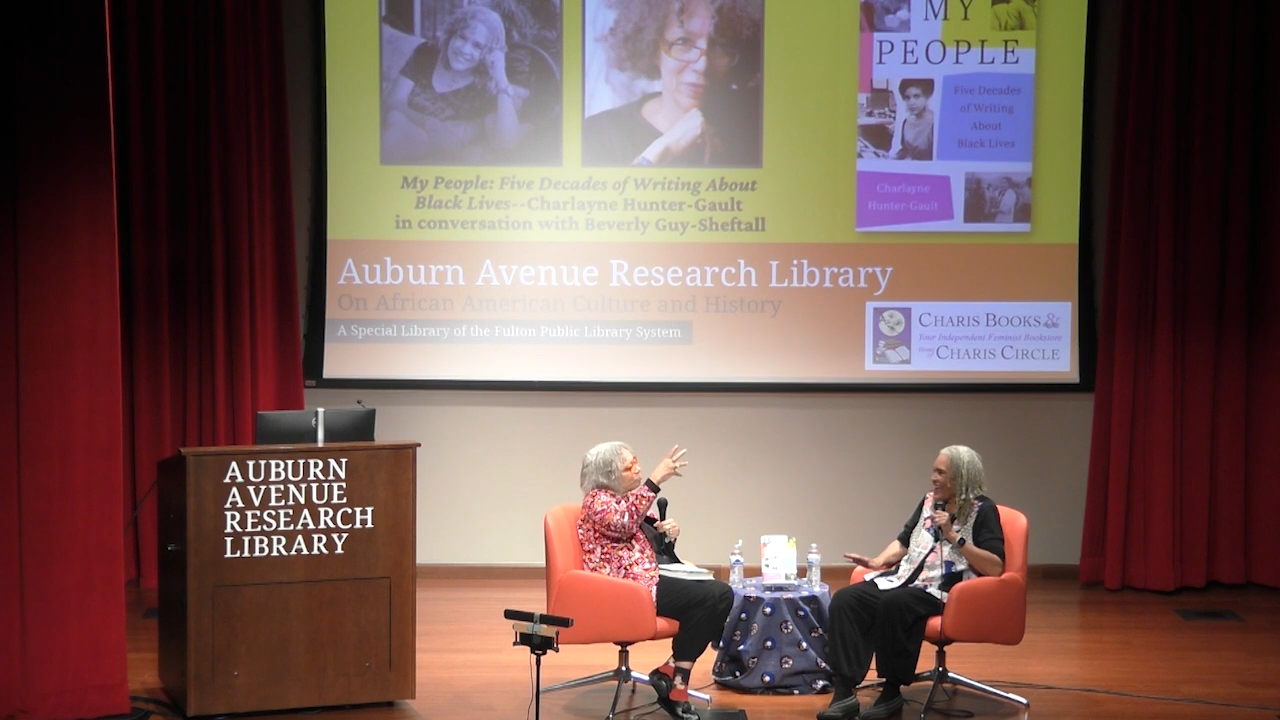 MY
PEOPLE
Five Decades
of Writing
About
Black Lives
Charlayne
Hunter-Gault
My People: Five Decades of Writing About
Black Lives--Charlayne Hunter-Gault
in conversation with Beverly Guy-Sheftall
Auburn Avenue Research Library
On African American Culture and History
A Special Library of the Fulton Public Library System
CHARIS BOOKS &
Your Independent Feminist Bookstore
CHARIS CIRCLE
AUBURN
AVENUE
RESEARCH
LIBRARY